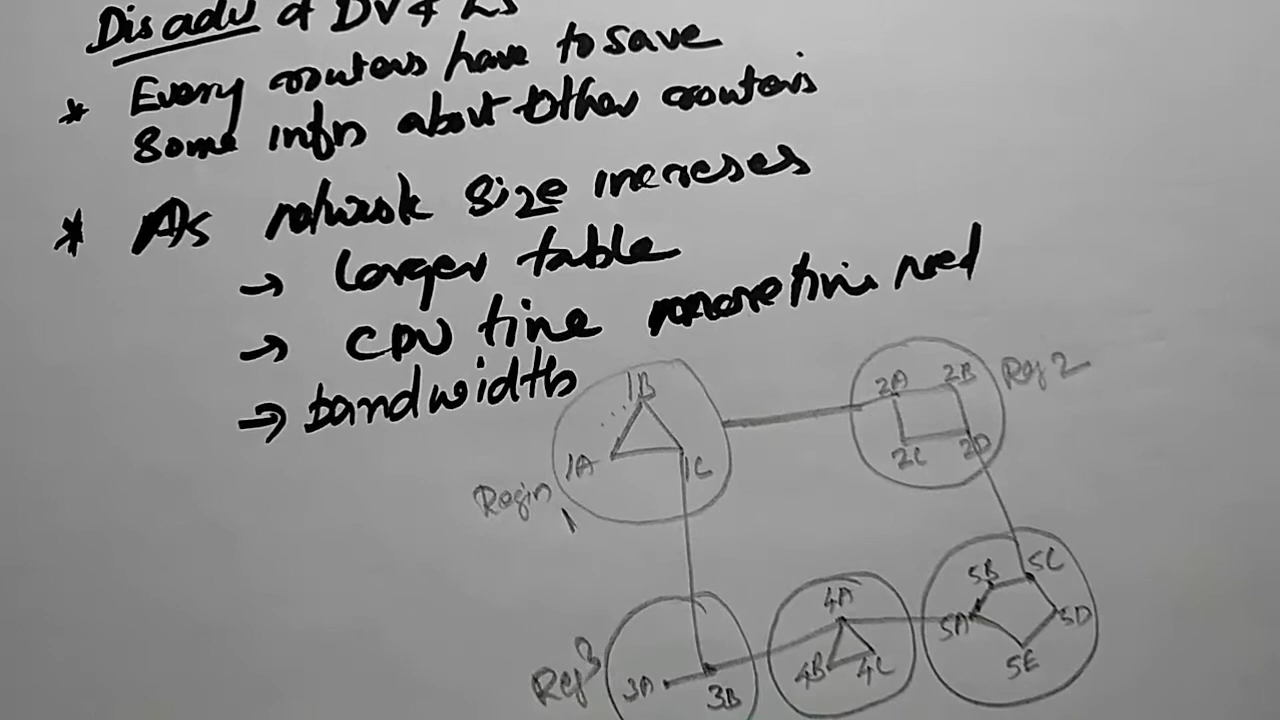 Disadv of DV & LS
* Every routers have to save
Some infrs about Other routers
* As network Size increses
→ larger table
→ CPU time more time need
→ bandwidth
1B
1A
1C
Regin 1
2A
2B
2C
2D
Reg 2
3A
3B
Reg 3
4A
4B
4C
5A
5B
5C
5D
5E